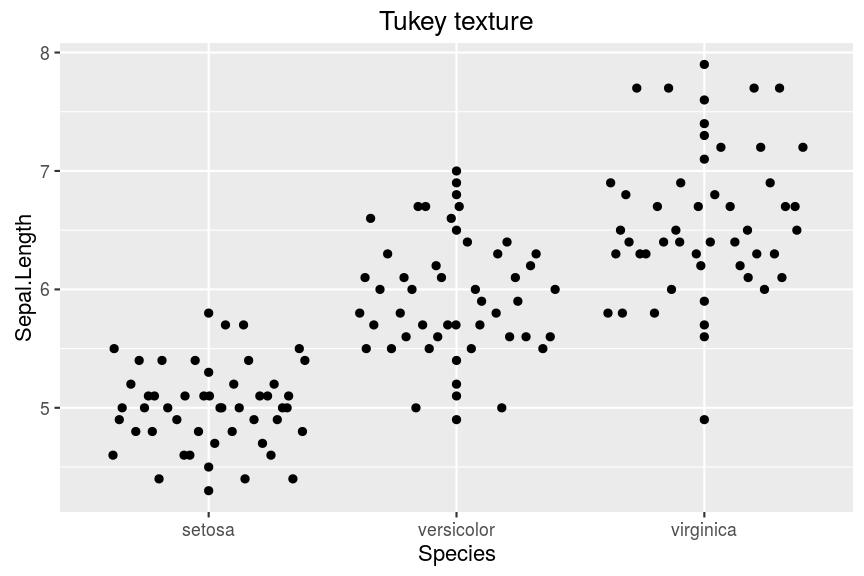 Tukey texture
Sepal.Length
8
7
6
5
setosa versicolor virginica
Species